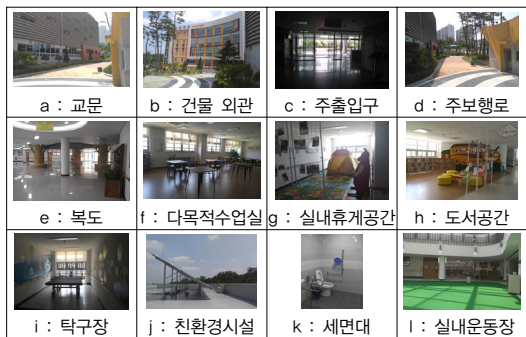 a : 교문
b : 건물 외관
c : 주출입구
d : 주보행로
e : 복도
f : 다목적수업실
g : 실내휴게공간
h : 도서공간
i : 탁구장
j : 친환경시설
k : 세면대
l : 실내운동장